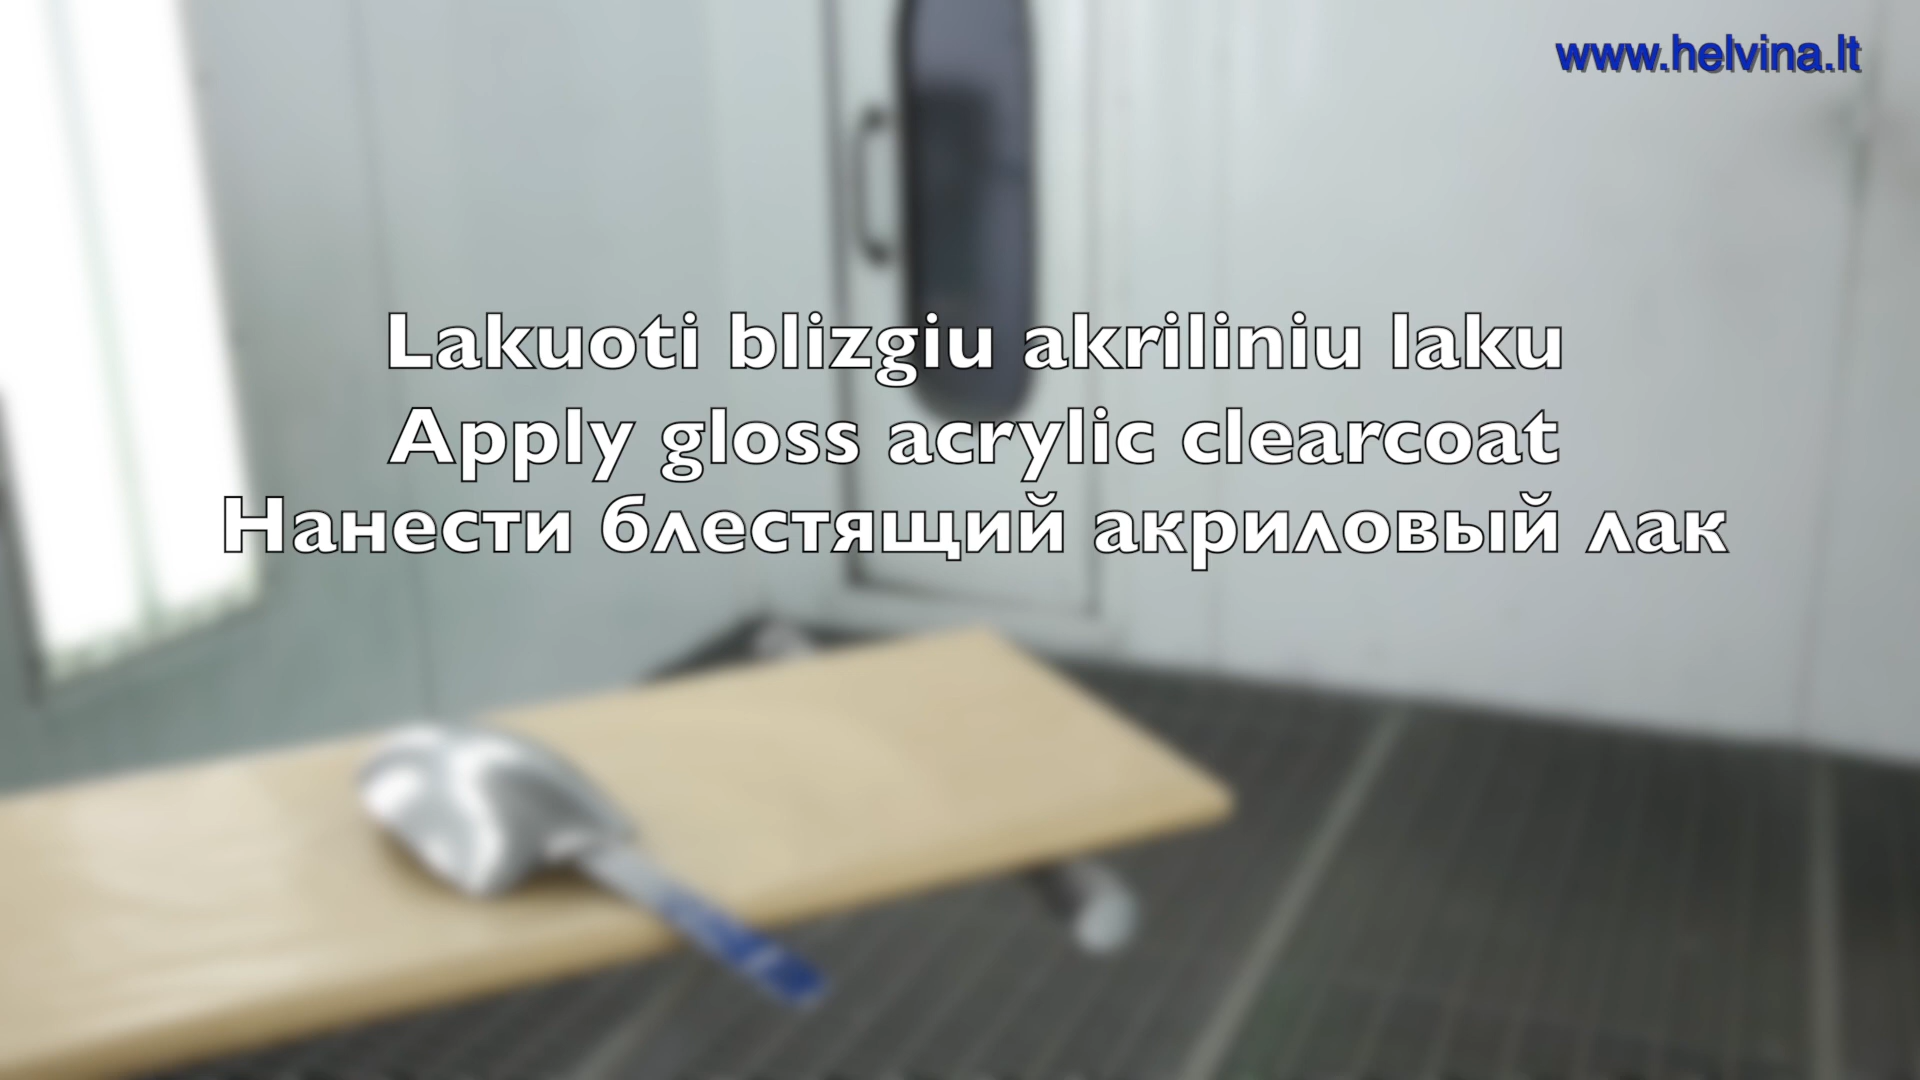 www.helvina.lt
Lakuoti blizgiu akriliniu laku
Apply gloss acrylic clearcoat
Нанести блестящий акриловый лак